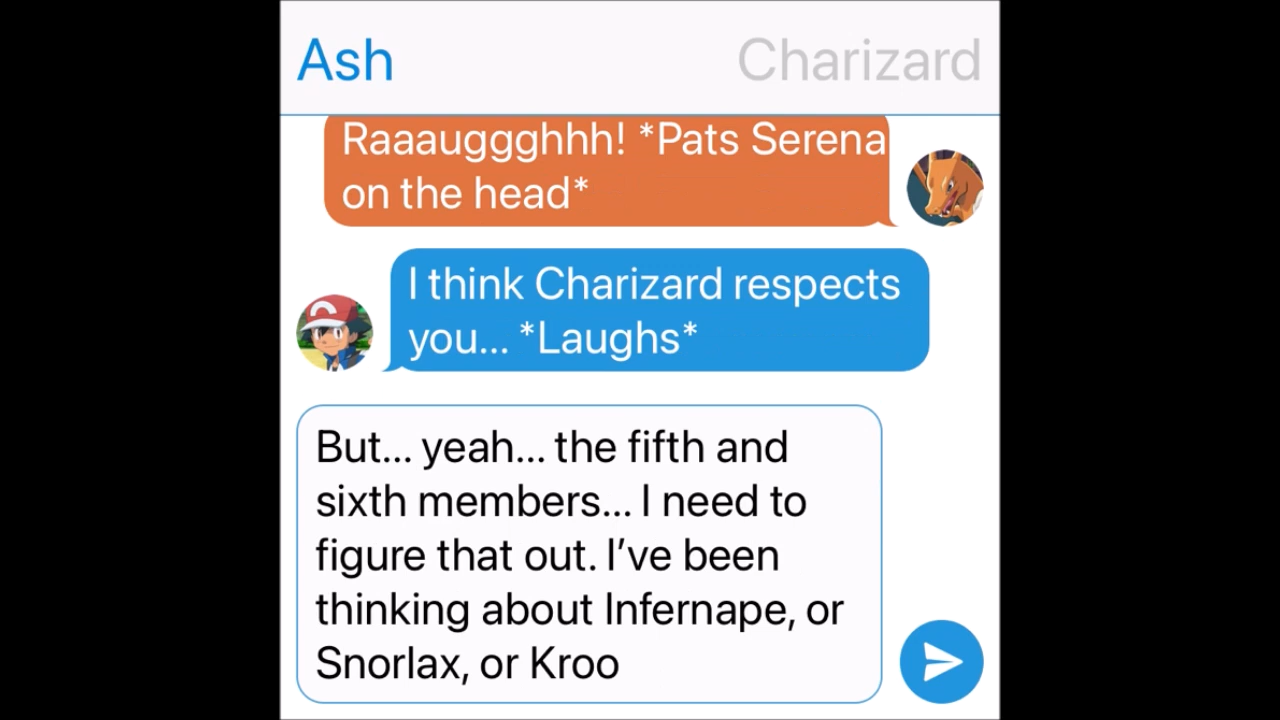 Ash
Charizard
Raaauggghhh! *Pats Serena
on the head*
I think Charizard respects
you... *Laughs*
But... yeah... the fifth and
sixth members... I need to
figure that out. I’ve been
thinking about Infernape, or
Snorlax, or Kroo